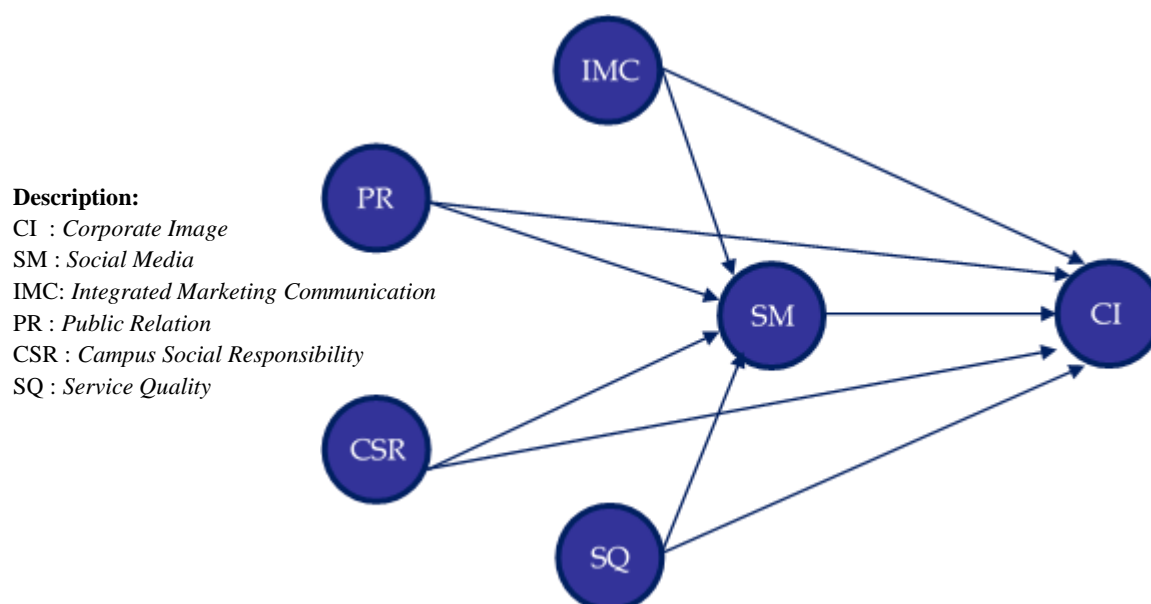 IMC
PR
Description:
CI : Corporate Image
SM : Social Media
IMC: Integrated Marketing Communication
PR : Public Relation
CSR : Campus Social Responsibility
SQ : Service Quality
SM
CI
CSR
SQ